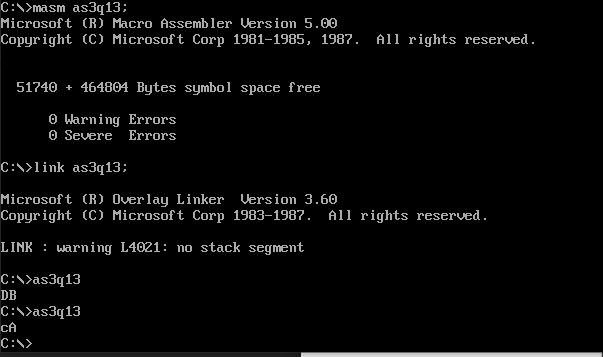 C:\>masm as3q13;
Microsoft (R) Macro Assembler Version 5.00
Copyright (C) Microsoft Corp 1981-1985, 1987.  All rights reserved.
51740 + 464804 Bytes symbol space free
0 Warning Errors
0 Severe  Errors
C:\>link as3q13;
Microsoft (R) Overlay Linker  Version 3.60
Copyright (C) Microsoft Corp 1983-1987.  All rights reserved.
LINK : warning L4021: no stack segment
C:\>as3q13
DB
C:\>as3q13
cA
C:\>